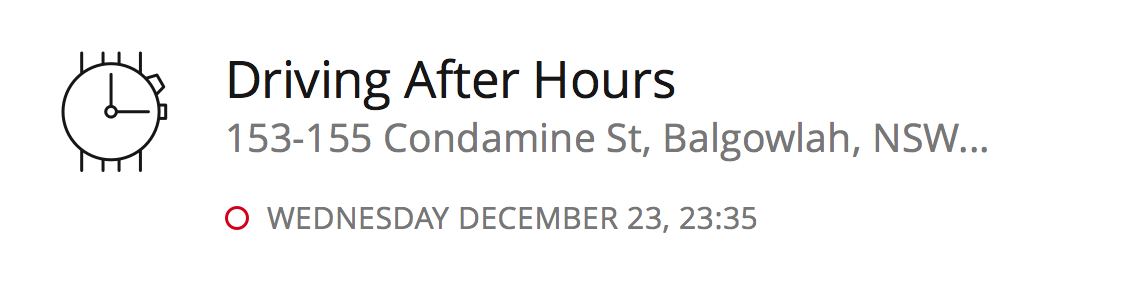 Driving After Hours
153-155 Condamine St, Balgowlah, NSW...
WEDNESDAY DECEMBER 23, 23:35